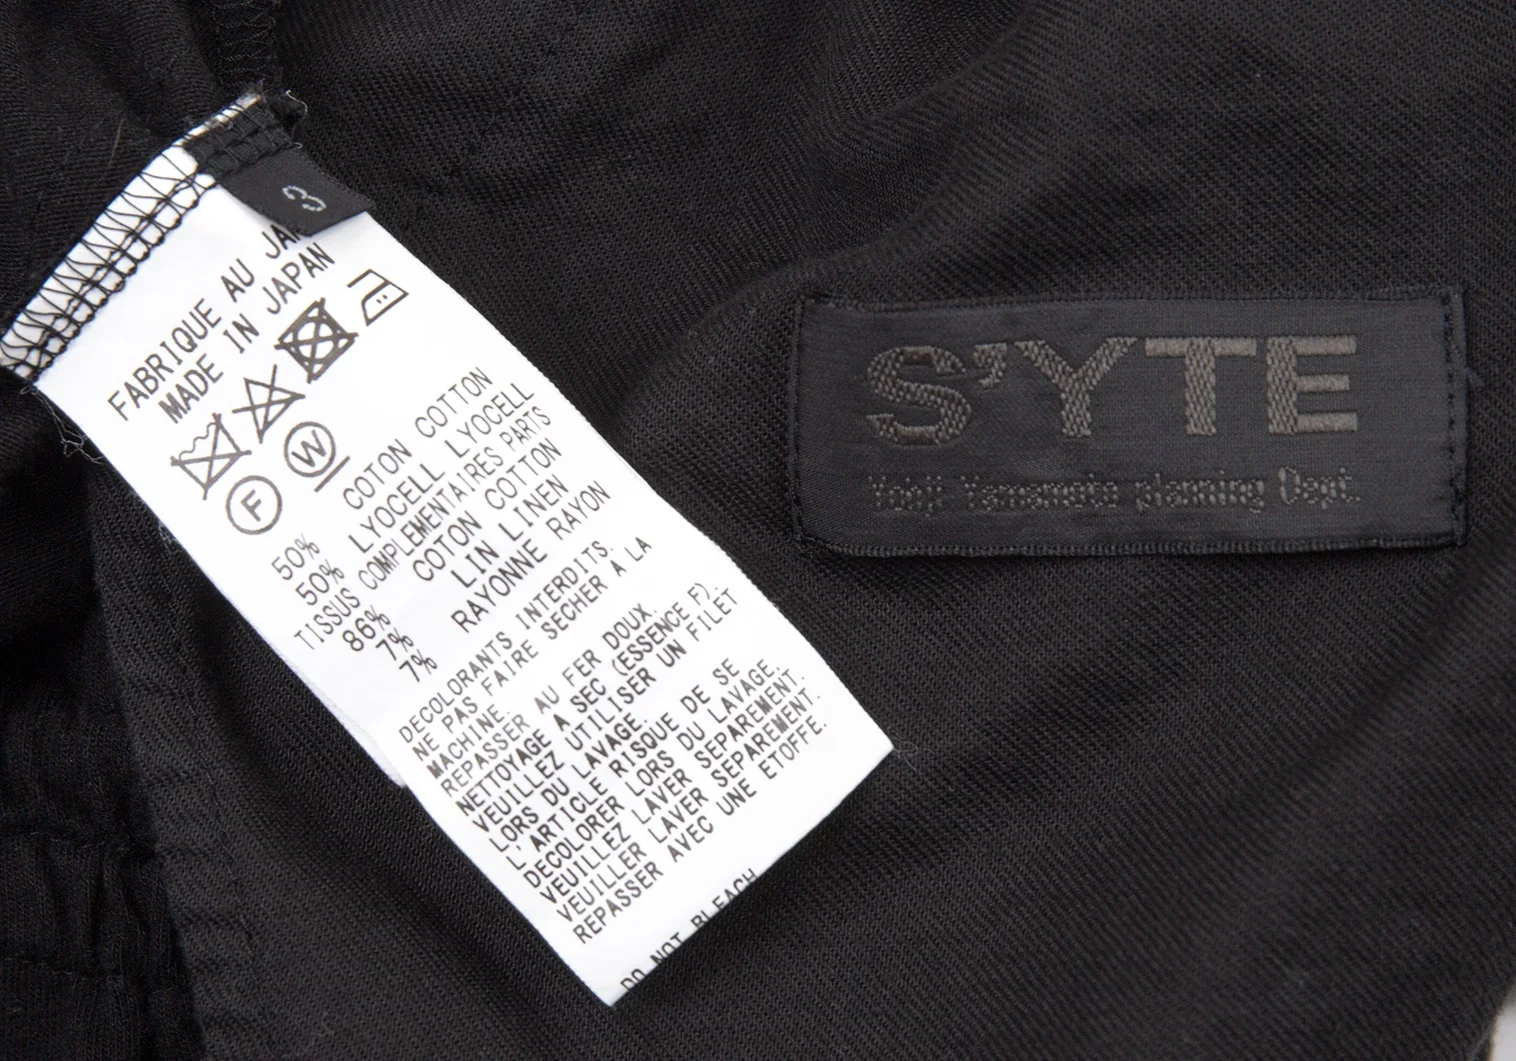 3
FABRIQUE AU JA
MADE IN JAPAN
F W
50% COTON COTTON
50% LYOCELL LYOCELL
TISSUS COMPLEMENTAIRES PARTS
86% COTON COTTON
7% LIN LINEN
7% RAYONNE RAYON
DECOLORANTS INTERDITS.
NE PAS FAIRE SECHER À LA
MACHINE.
REPASSER AU FER DOUX.
NETTOYAGE A SEC (ESSENCE F).
VEUILLEZ UTILISER UN FILET
LORS DU LAVAGE.
L'ARTICLE RISQUE DE SE
DECOLORER LORS DU LAVAGE.
VEUILLEZ LAVER SEPAREMENT.
VEUILLER LAVER SEPAREMENT.
REPASSER AVEC UNE ETOFFE.
DO NOT BLEACH
S'YTE
Yohji Yamamoto planning Dept.